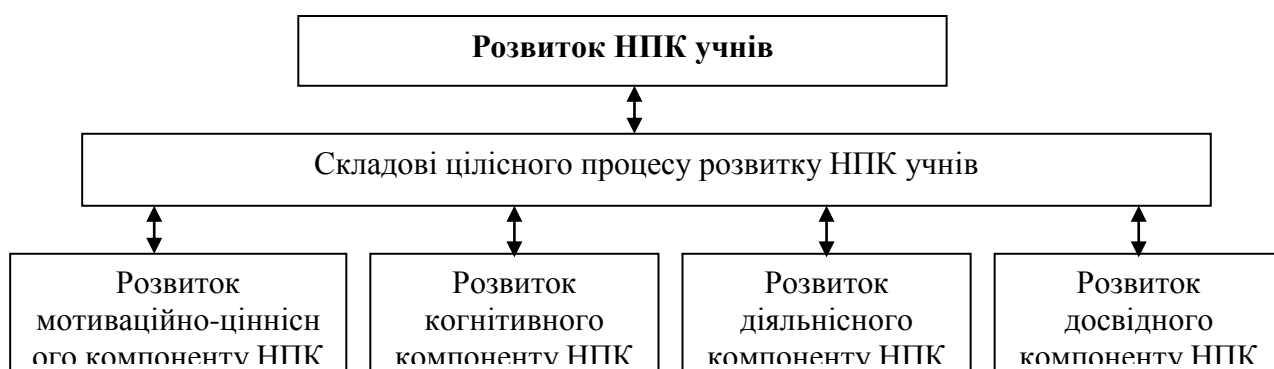 Розвиток НПК учнів
Складові цілісного процесу розвитку НПК учнів
Розвиток
мотиваційно-ціннісн
ого компоненту НПК
Розвиток
когнітивного
компоненту НПК
Розвиток
діяльнісного
компоненту НПК
Розвиток
досвідного
компоненту НПК